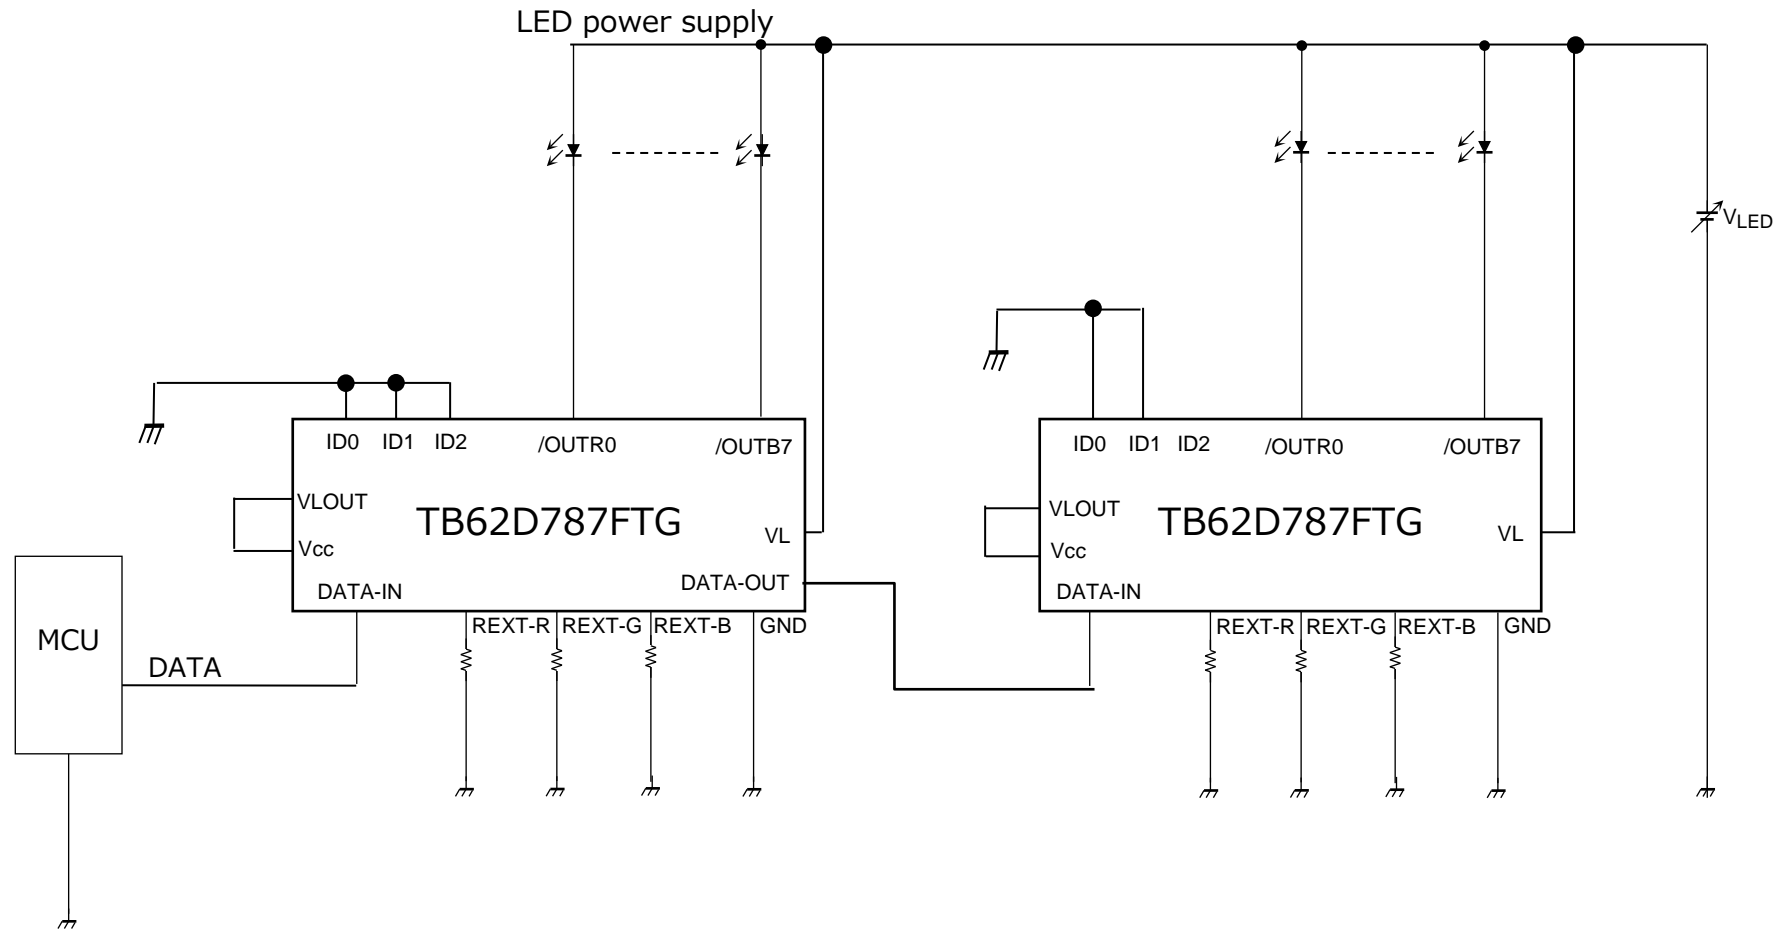 LED power supply
VLED
ID0 ID1 ID2 /OUTR0 /OUTB7
VLOUT
TB62D787FTG
VL
Vcc
DATA-OUT
DATA-IN
REXT-R REXT-G REXT-B GND
ID0 ID1 ID2 /OUTR0 /OUTB7
VLOUT
TB62D787FTG
VL
Vcc
DATA-IN
REXT-R REXT-G REXT-B GND
MCU
DATA